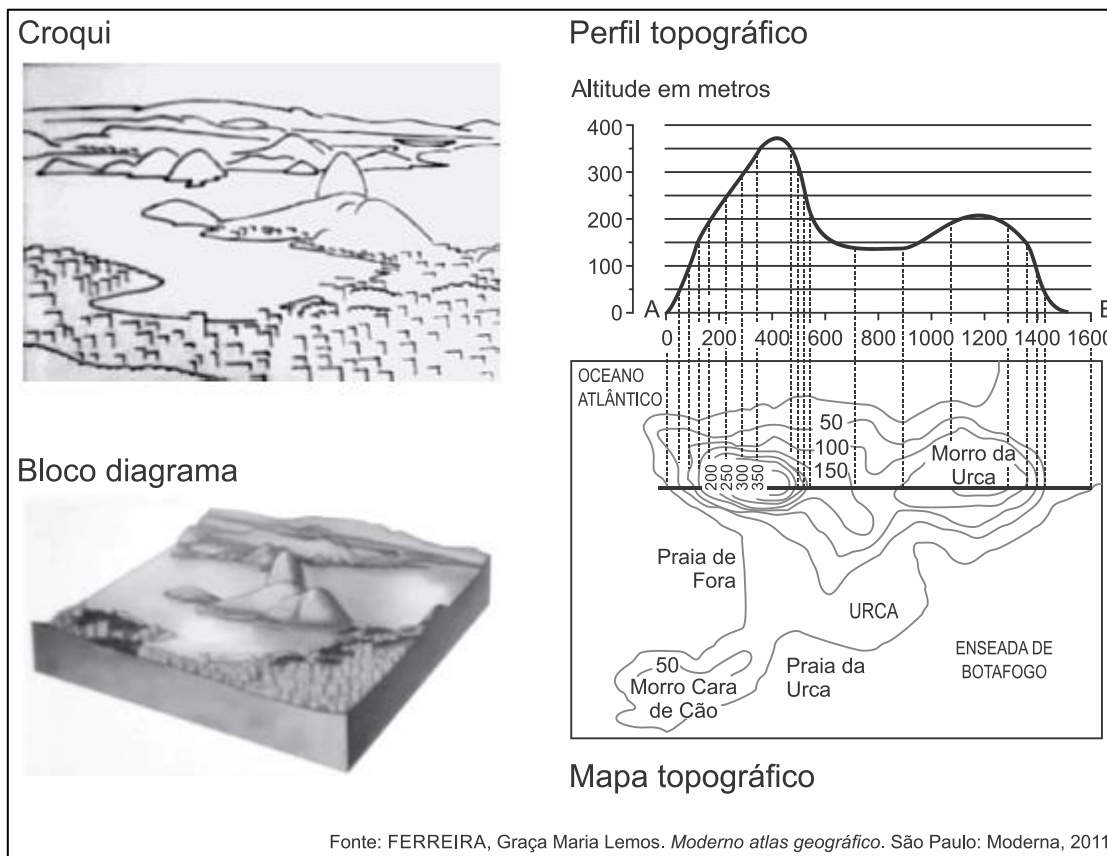 Croqui
Perfil topográfico
Altitude em metros
400
300
200
100
0
A
0 200 400 600 800 1000 1200 1400 1600
OCEANO
ATLÂNTICO
50
100
150
200
250
300
350
Morro da
Urca
Praia de
Fora
URCA
ENSEADA DE
BOTAFOGO
50
Morro Cara
de Cão
Praia da
Urca
Bloco diagrama
Mapa topográfico
Fonte: FERREIRA, Graça Maria Lemos. Moderno atlas geográfico. São Paulo: Moderna, 2011